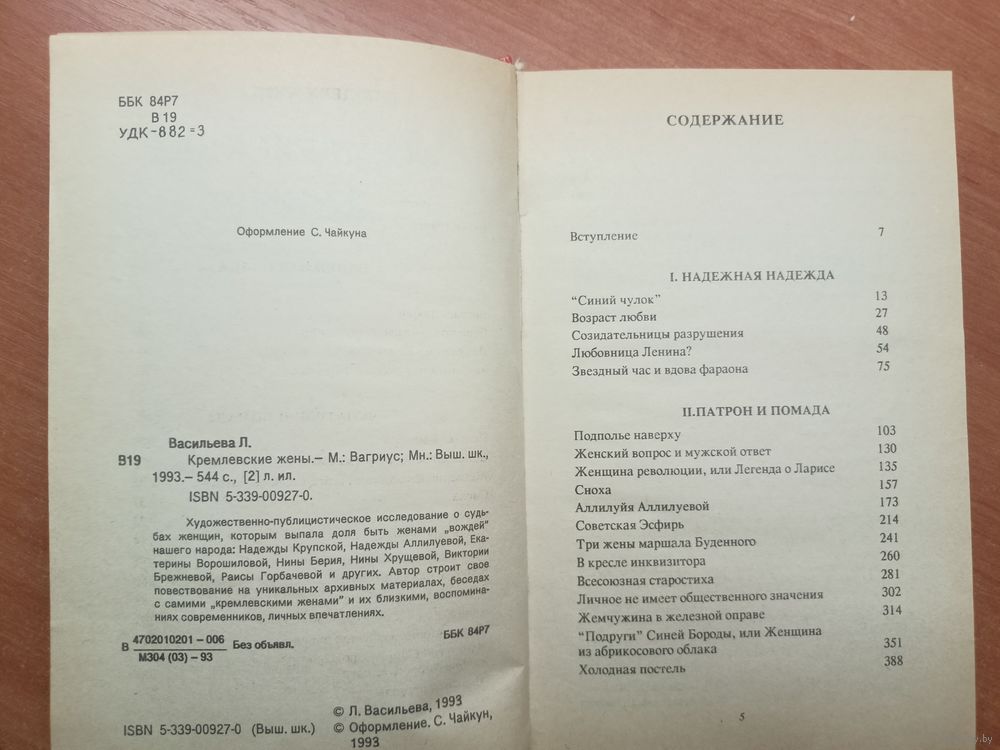 ББК 84Р7
В 19
УДК-882=3
Оформление С. Чайкуна
Васильева Л.
В19 Кремлевские жены.– М.: Вагриус; Мн.: Выш. шк.,
1993.– 544 с., [2] л. ил.
ISBN 5-339-00927-0.
Художественно-публицистическое исследование о судь-
бах женщин, которым выпала доля быть женами „вождей"
нашего народа: Надежды Крупской, Надежды Аллилуевой, Ека-
терины Ворошиловой, Нины Берия, Нины Хрущевой, Виктории
Брежневой, Раисы Горбачевой и других. Автор строит свое
повествование на уникальных архивных материалах, беседах
с самими „кремлевскими женами" и их близкими, воспомина-
ниях современников, личных впечатлениях.
В 4702010201 – 006
М304 (03) – 93
Без объявл.
ББК 84Р7
© Л. Васильева, 1993
ISBN 5-339-00927-0 (Выш. шк.) © Оформление. С. Чайкун,
1993
СОДЕРЖАНИЕ
Вступление 7
I. НАДЕЖНАЯ НАДЕЖДА
“Синий чулок” 13
Возраст любви 27
Созидательницы разрушения 48
Любовница Ленина? 54
Звездный час и вдова фараона 75
II.ПАТРОН И ПОМАДА
Подполье наверху 103
Женский вопрос и мужской ответ 130
Женщина революции, или Легенда о Ларисе 135
Сноха 157
Аллилуйя Аллилуевой 173
Советская Эсфирь 214
Три жены маршала Буденного 241
В кресле инквизитора 260
Всесоюзная старостиха 281
Личное не имеет общественного значения 302
Жемчужина в железной оправе 314
“Подруги” Синей Бороды, или Женщина
из абрикосового облака 351
Холодная постель 388
5